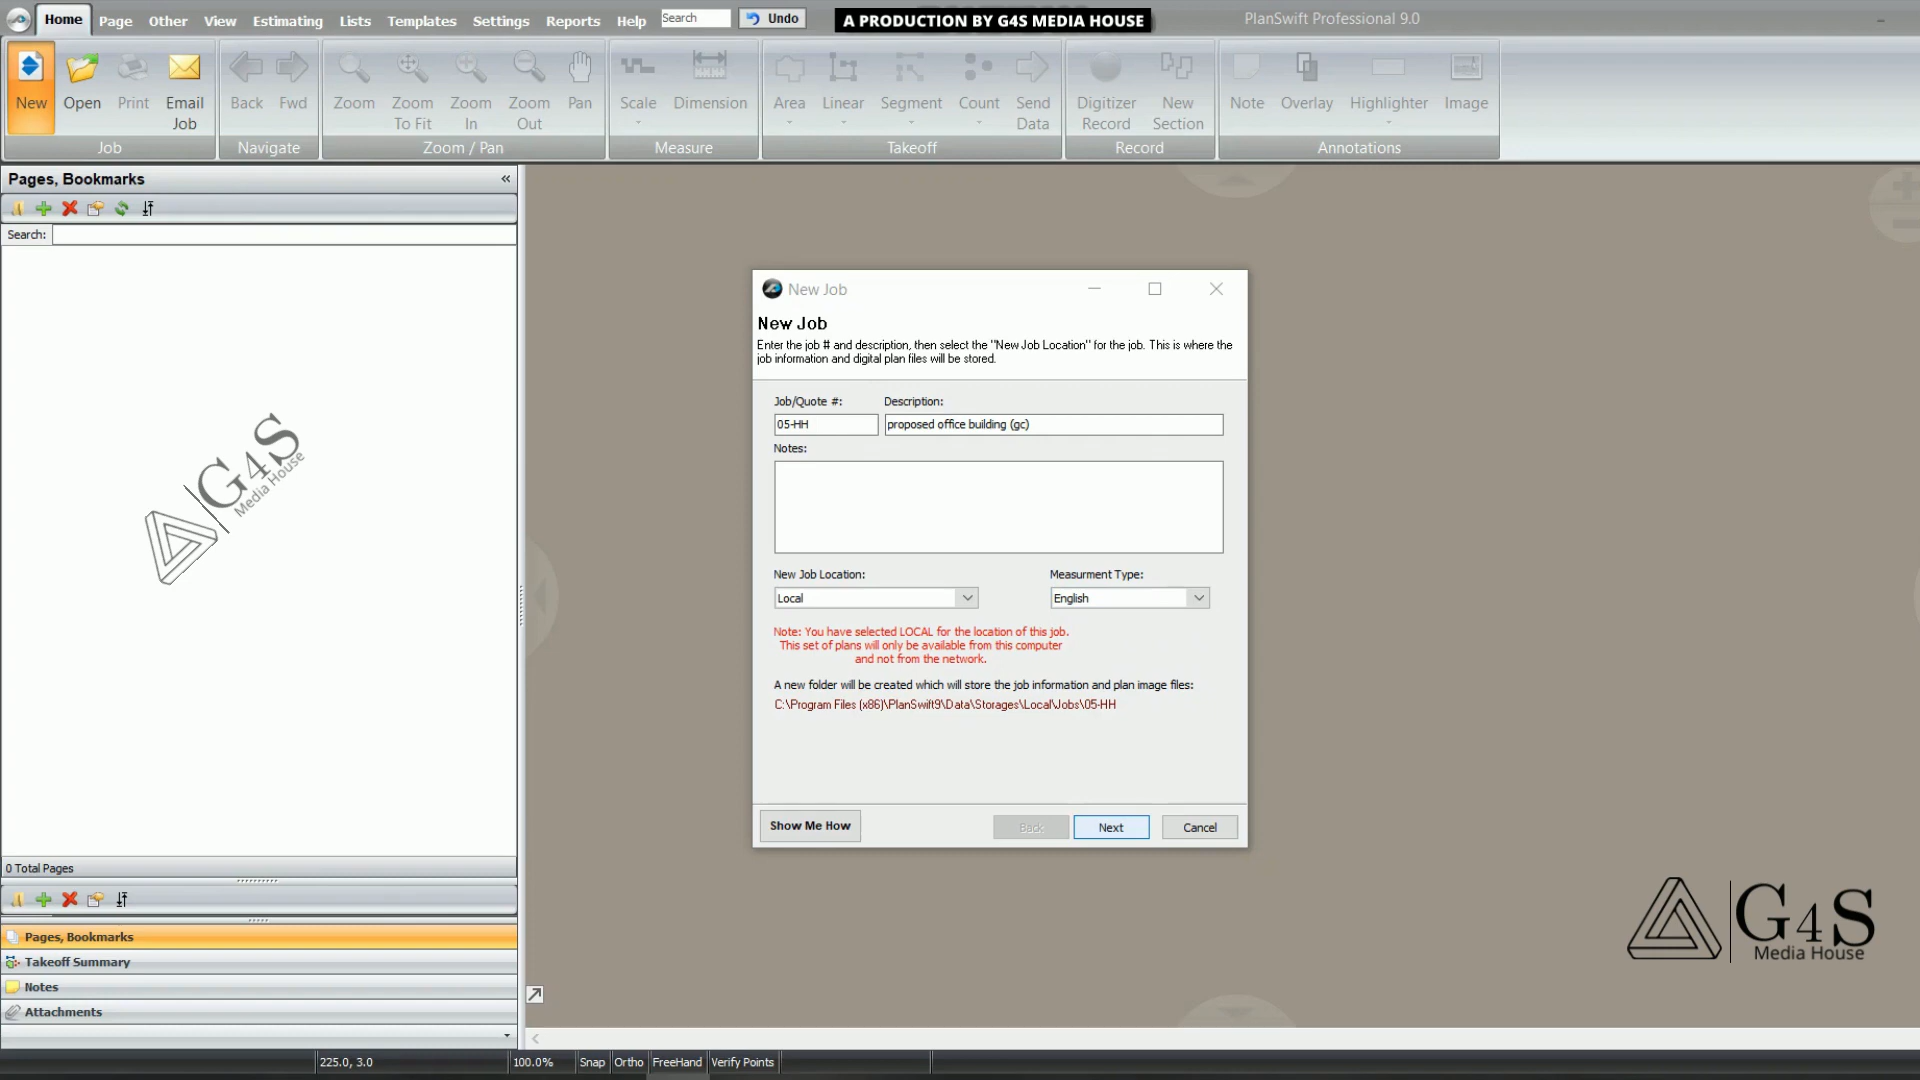 Home Page Other View Estimating Lists Templates Settings Reports Help Search Undo A PRODUCTION BY G4S MEDIA HOUSE PlanSwift Professional 9.0
New Open Print Email Job Back Fwd Zoom Zoom To Fit Zoom In Zoom Out Pan Scale Dimension Area Linear Segment Count Send Data Digitizer Record New Section Note Overlay Highlighter Image
Job Navigate Zoom / Pan Measure Takeoff Record Annotations
Pages, Bookmarks
Search:
G4S
Media House
New Job
New Job
Enter the job # and description, then select the "New Job Location" for the job. This is where the
job information and digital plan files will be stored.
Job/Quote #: Description:
05-HH proposed office building (gc)
Notes:
New Job Location: Measurment Type:
Local English
Note: You have selected LOCAL for the location of this job.
This set of plans will only be available from this computer
and not from the network.
A new folder will be created which will store the job information and plan image files:
C:\Program Files (x86)\PlanSwift9\Data\Storages\Local\Jobs\05-HH
Show Me How Back Next Cancel
0 Total Pages
Pages, Bookmarks
Takeoff Summary
Notes
Attachments
G4S
Media House
225.0, 3.0 100.0% Snap Ortho FreeHand Verify Points